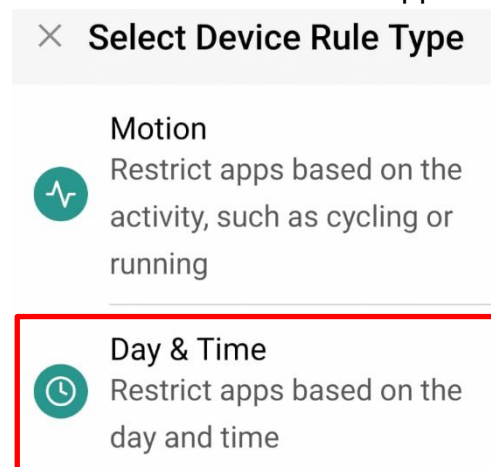 Select Device Rule Type
Motion
Restrict apps based on the
activity, such as cycling or
running
Day & Time
Restrict apps based on the
day and time